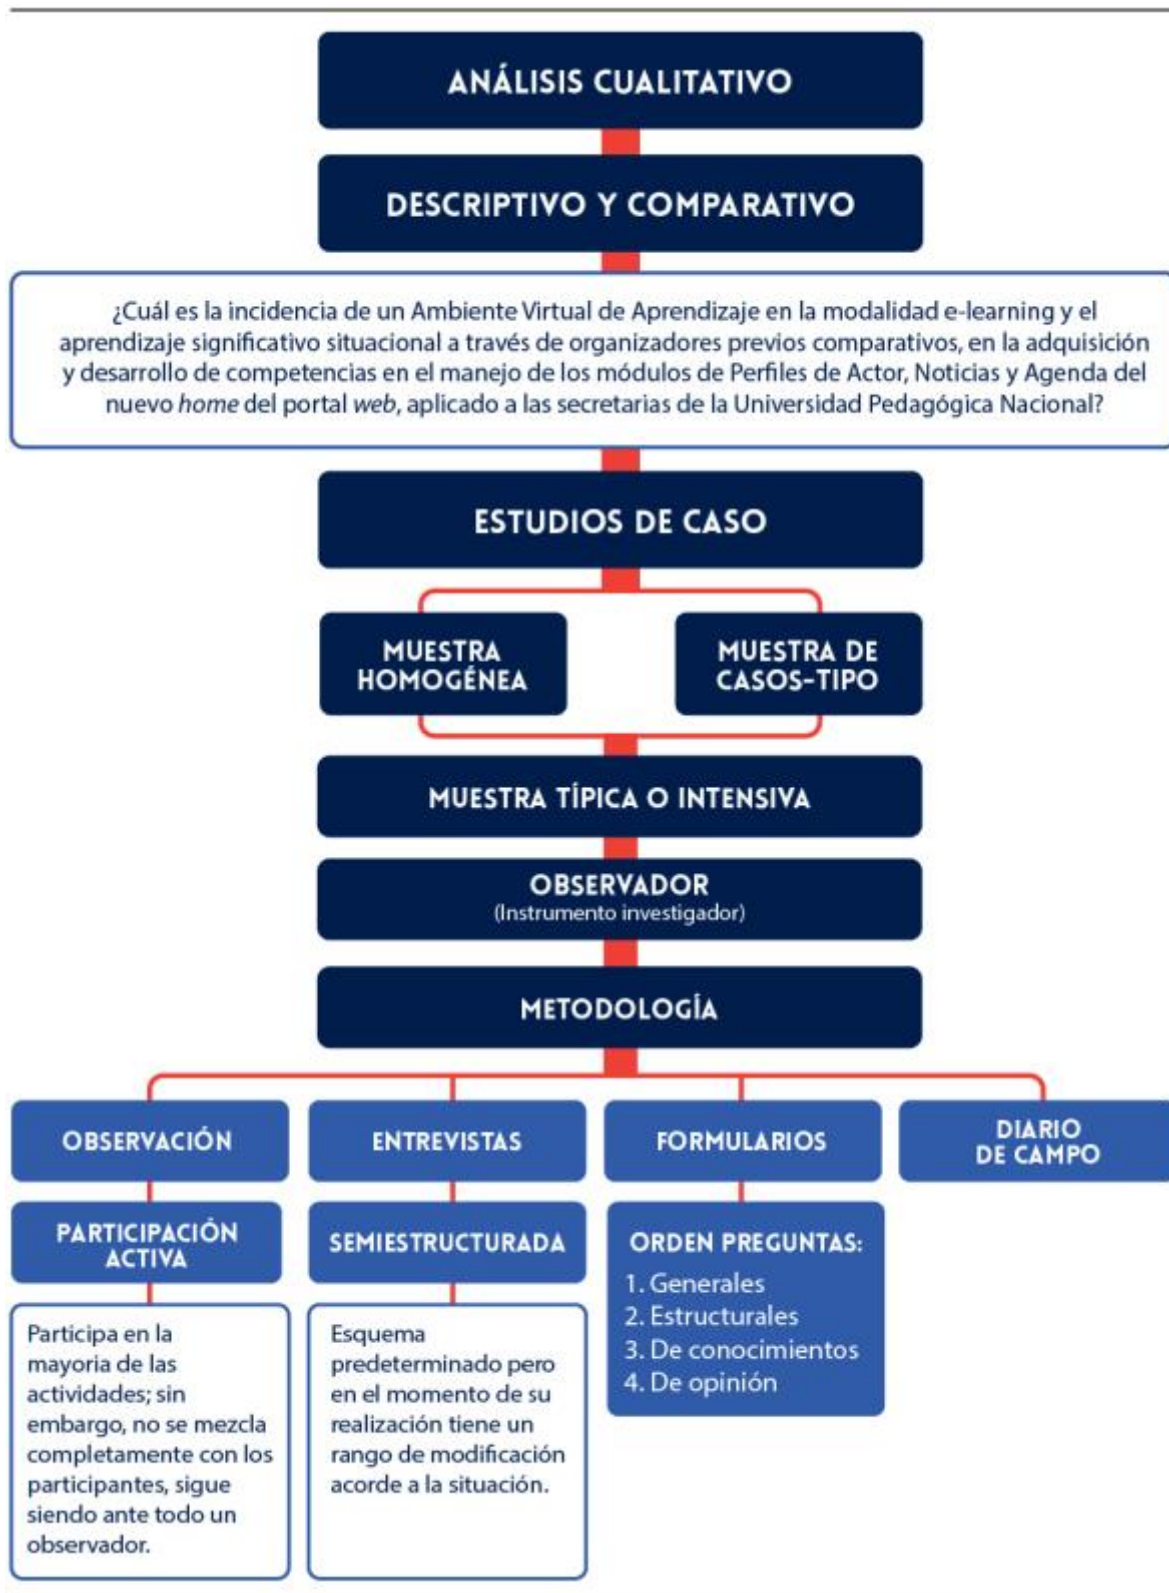 ANÁLISIS CUALITATIVO
DESCRIPTIVO Y COMPARATIVO
¿Cuál es la incidencia de un Ambiente Virtual de Aprendizaje en la modalidad e-learning y el
aprendizaje significativo situacional a través de organizadores previos comparativos, en la adquisición
y desarrollo de competencias en el manejo de los módulos de Perfiles de Actor, Noticias y Agenda del
nuevo home del portal web, aplicado a las secretarias de la Universidad Pedagógica Nacional?
ESTUDIOS DE CASO
MUESTRA
HOMOGÉNEA
MUESTRA DE
CASOS-TIPO
MUESTRA TÍPICA O INTENSIVA
OBSERVADOR
(Instrumento investigador)
METODOLOGÍA
OBSERVACIÓN
PARTICIPACIÓN
ACTIVA
Participa en la
mayoria de las
actividades; sin
embargo, no se mezcla
completamente con los
participantes, sigue
siendo ante todo un
observador.
ENTREVISTAS
SEMIESTRUCTURADA
Esquema
predeterminado pero
en el momento de su
realización tiene un
rango de modificación
acorde a la situación.
FORMULARIOS
ORDEN PREGUNTAS:
1. Generales
2. Estructurales
3. De conocimientos
4. De opinión
DIARIO
DE CAMPO